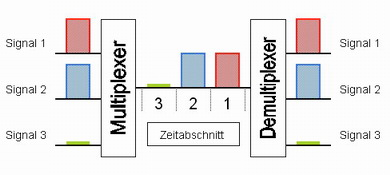 Signal 1
Signal 2
Signal 3
Multiplexer
3 2 1
Zeitabschnitt
Demultiplexer
Signal 1
Signal 2
Signal 3